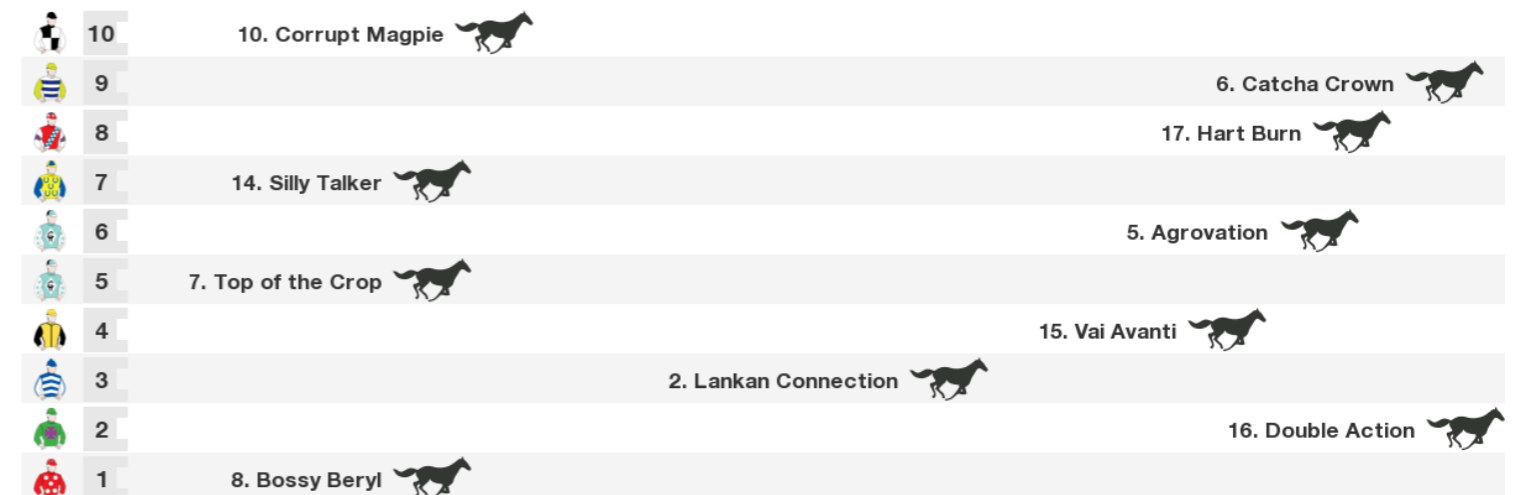 10 10. Corrupt Magpie
9 6. Catcha Crown
8 17. Hart Burn
7 14. Silly Talker
6 5. Agrovation
5 7. Top of the Crop
4 15. Vai Avanti
3 2. Lankan Connection
2 16. Double Action
1 8. Bossy Beryl